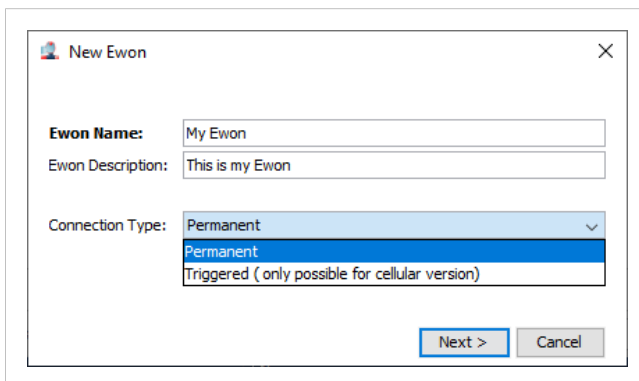 New Ewon
Ewon Name: My Ewon
Ewon Description: This is my Ewon
Connection Type: Permanent
Permanent
Triggered ( only possible for cellular version)
Next > Cancel